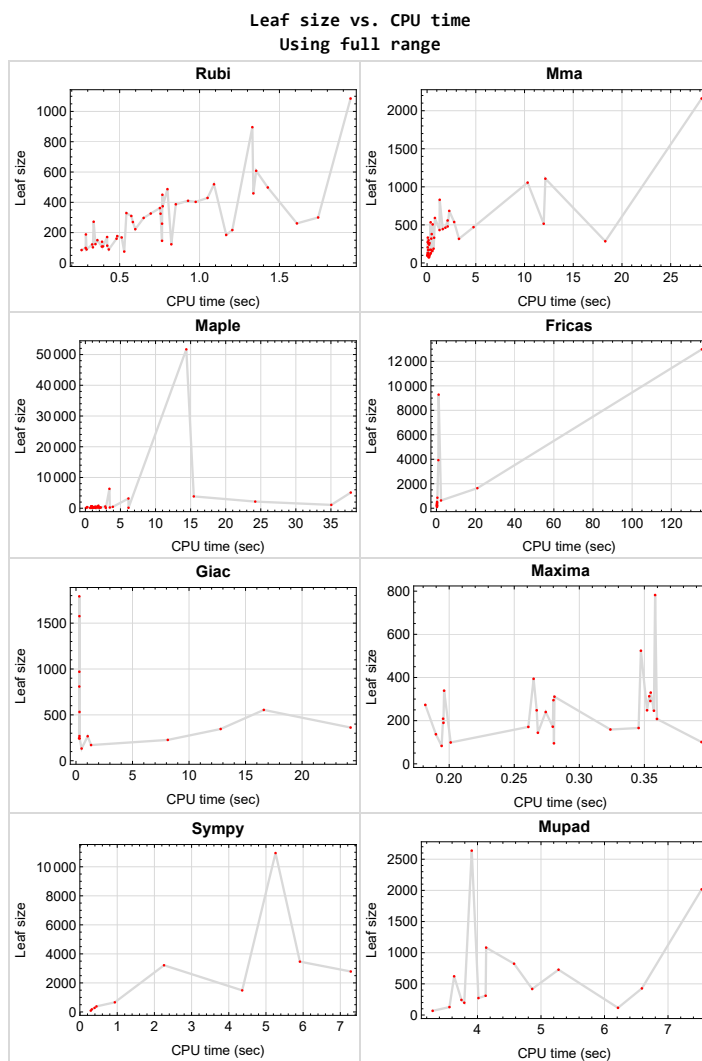 Leaf size vs. CPU time
Using full range
Rubi
Leaf size
1000
800
600
400
200
0
0.5 1.0 1.5
CPU time (sec)
Mma
Leaf size
2000
1500
1000
500
0
0 5 10 15 20 25
CPU time (sec)
Maple
Leaf size
50 000
40 000
30 000
20 000
10 000
0
0 5 10 15 20 25 30 35
CPU time (sec)
Fricas
Leaf size
12 000
10 000
8000
6000
4000
2000
0
0 20 40 60 80 100 120
CPU time (sec)
Giac
Leaf size
1500
1000
500
0
0 5 10 15 20
CPU time (sec)
Maxima
Leaf size
800
600
400
200
0
0.20 0.25 0.30 0.35
CPU time (sec)
Sympy
Leaf size
10 000
8000
6000
4000
2000
0
0 1 2 3 4 5 6 7
CPU time (sec)
Mupad
Leaf size
2500
2000
1500
1000
500
0
4 5 6 7
CPU time (sec)